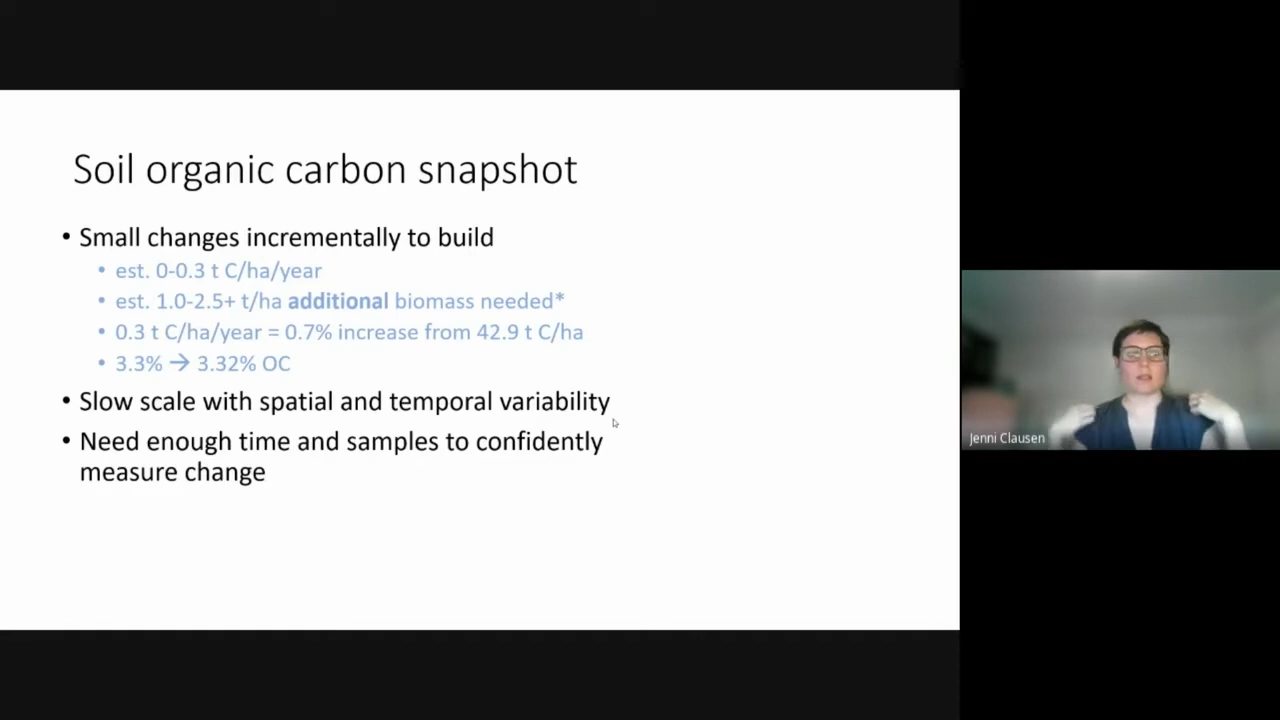 Soil organic carbon snapshot
• Small changes incrementally to build
• est. 0-0.3 t C/ha/year
• est. 1.0-2.5+ t/ha additional biomass needed*
• 0.3 t C/ha/year = 0.7% increase from 42.9 t C/ha
• 3.3% → 3.32% OC
• Slow scale with spatial and temporal variability
• Need enough time and samples to confidently
measure change
Jenni Clausen